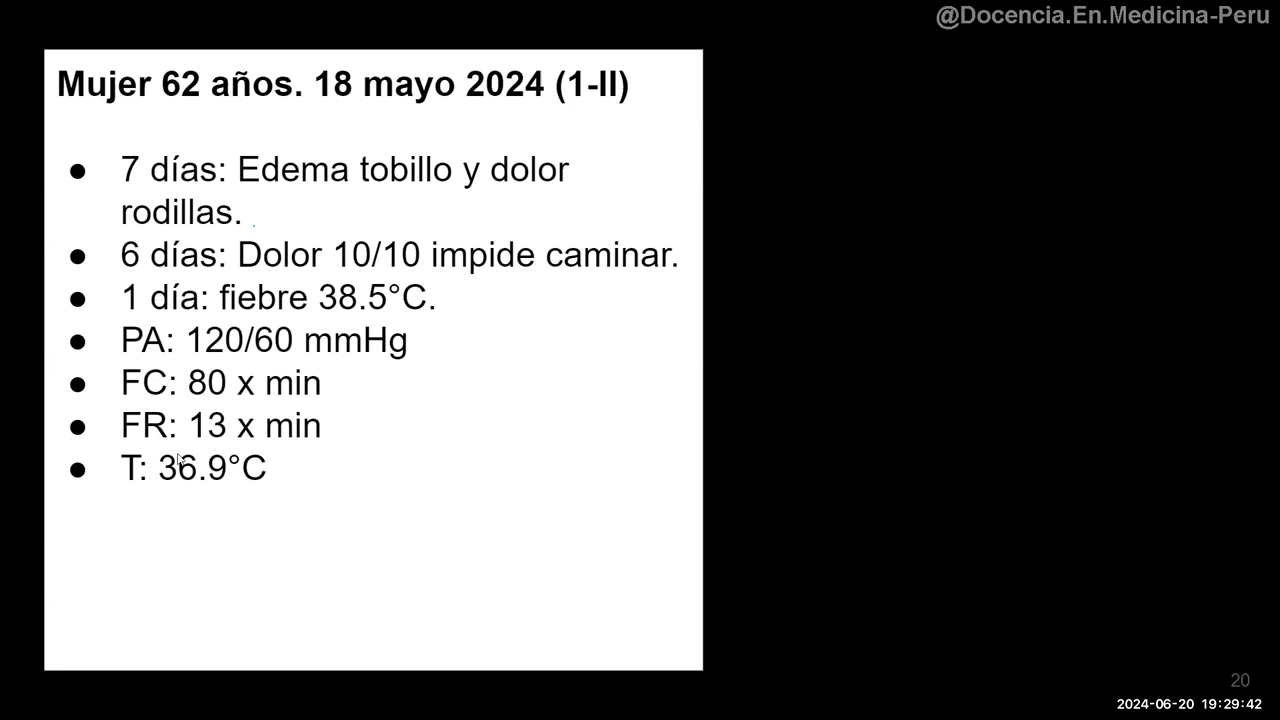 @Docencia.En.Medicina-Peru
Mujer 62 años. 18 mayo 2024 (1-II)
● 7 días: Edema tobillo y dolor
rodillas.
● 6 días: Dolor 10/10 impide caminar.
● 1 día: fiebre 38.5°C.
● PA: 120/60 mmHg
● FC: 80 x min
● FR: 13 x min
● T: 36.9°C
20
2024-06-20 19:29:42